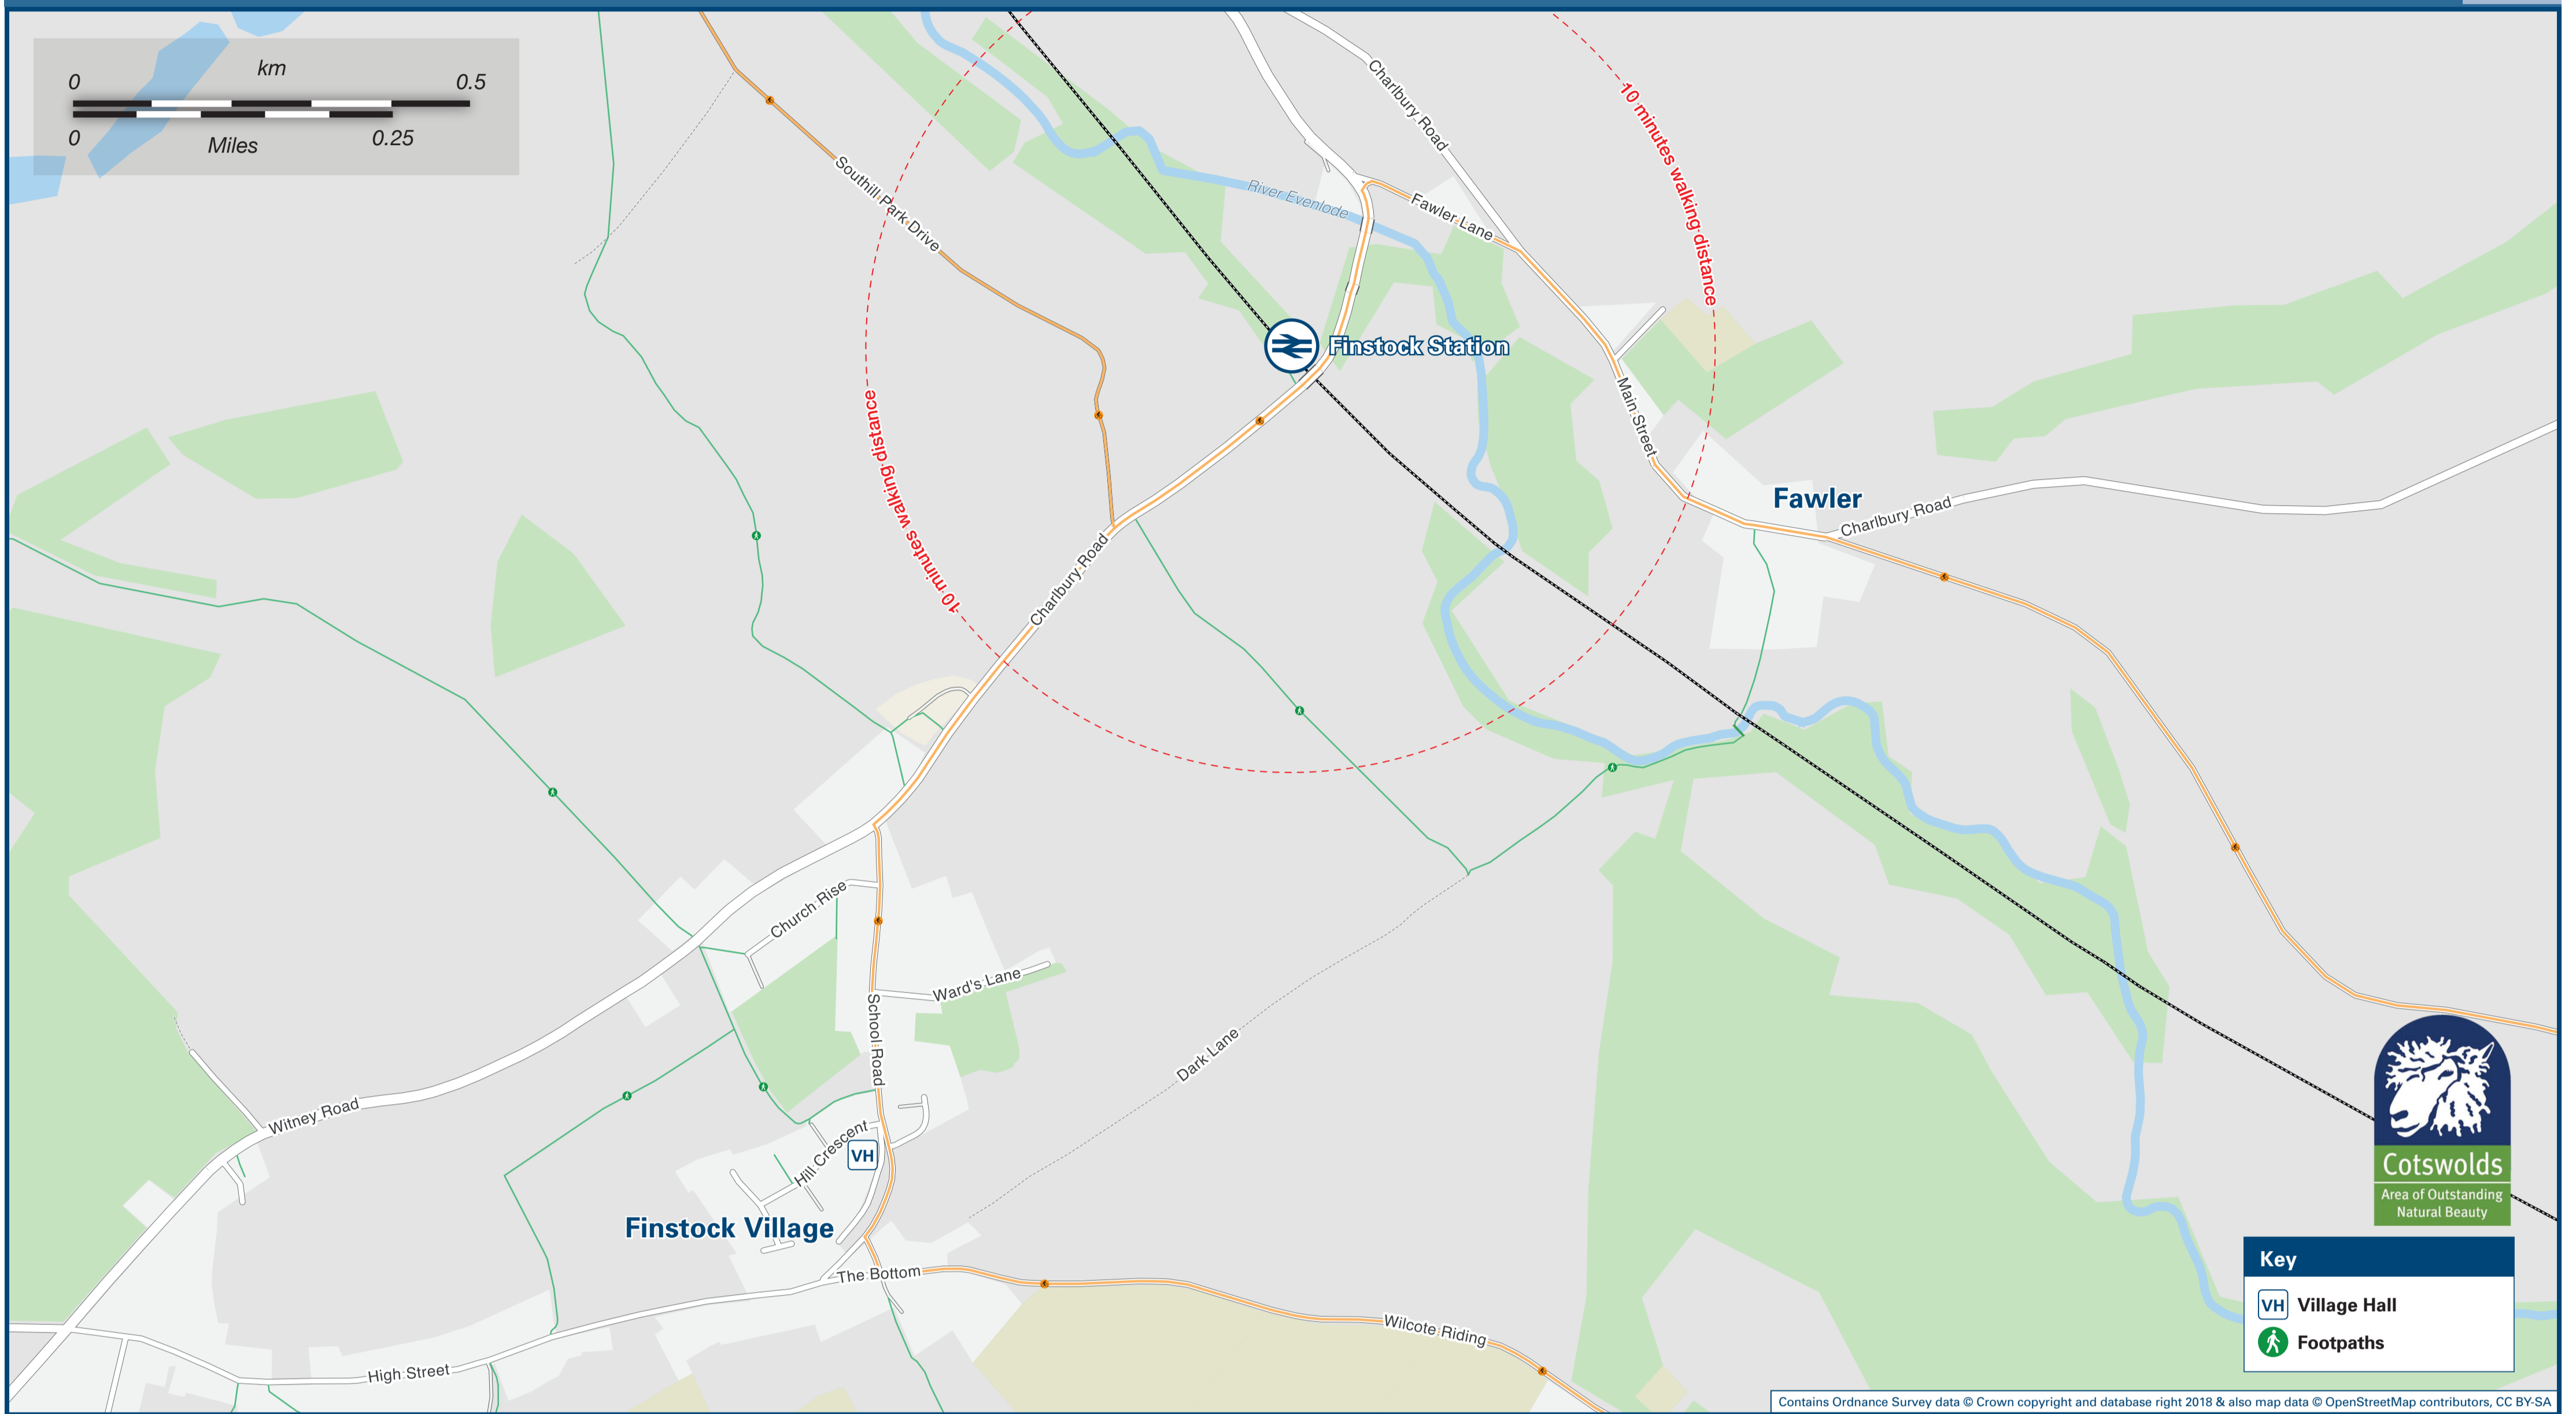 km
0 0.5
0 0.25
Miles
Charlbury Road
10 minutes walking distance
Southill Park Drive
River Evenlode
Fawler Lane
Finstock Station
Main Street
10 minutes walking distance
Fawler
Charlbury Road
Charlbury Road
Church Rise
Ward's Lane
School Road
Dark Lane
Witney Road
Hill Crescent
VH
Finstock Village
The Bottom
Wilcote Riding
High Street
Cotswolds
Area of Outstanding
Natural Beauty
Key
VH Village Hall
Footpaths
Contains Ordnance Survey data © Crown copyright and database right 2018 & also map data © OpenStreetMap contributors, CC BY-SA